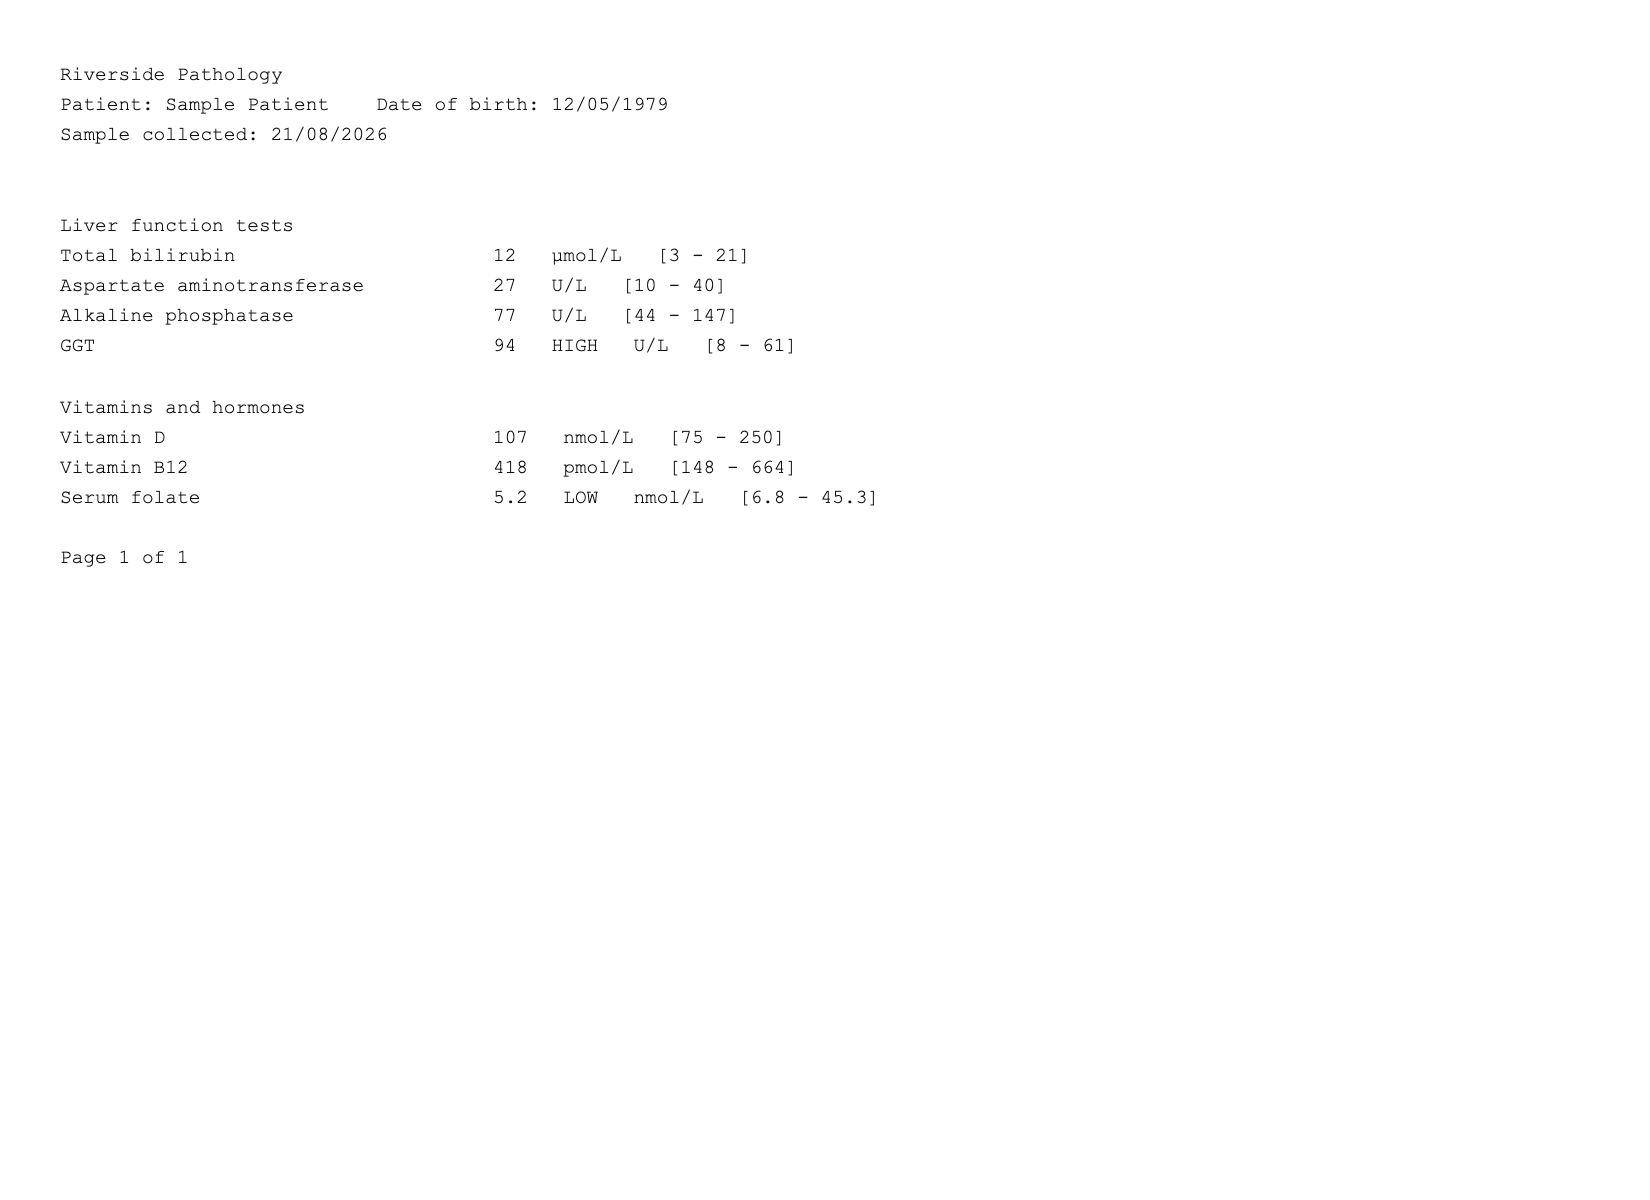 Riverside Pathology
Patient: Sample Patient    Date of birth: 12/05/1979
Sample collected: 21/08/2026
Liver function tests
Total bilirubin    12   µmol/L   [3 - 21]
Aspartate aminotransferase    27   U/L   [10 - 40]
Alkaline phosphatase    77   U/L   [44 - 147]
GGT    94   HIGH   U/L   [8 - 61]
Vitamins and hormones
Vitamin D    107   nmol/L   [75 - 250]
Vitamin B12    418   pmol/L   [148 - 664]
Serum folate    5.2   LOW   nmol/L   [6.8 - 45.3]
Page 1 of 1